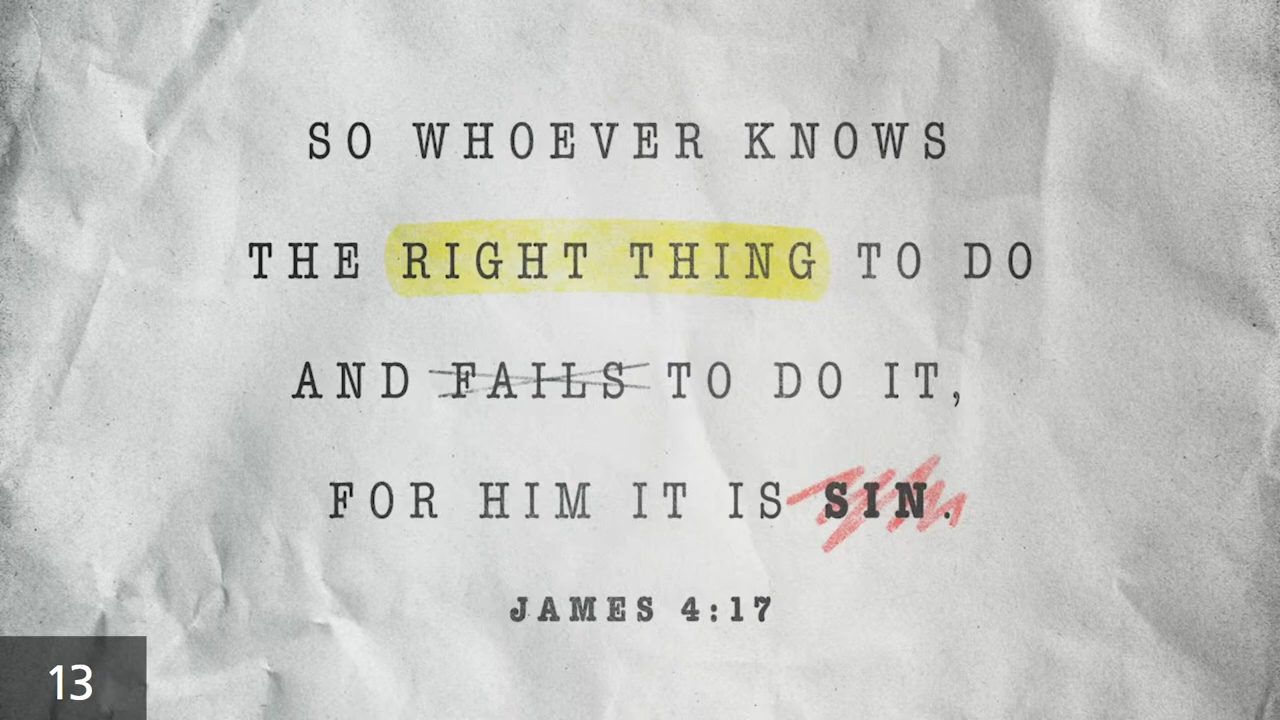 SO WHOEVER KNOWS
THE RIGHT THING TO DO
AND FAILS TO DO IT,
FOR HIM IT IS SIN.
JAMES 4:17
13